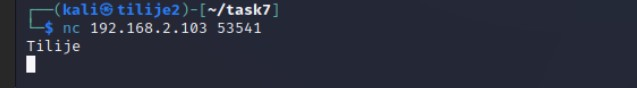 ┌──(kali㉿tilije2)-[~/task7]
└─$ nc 192.168.2.103 53541
Tilije